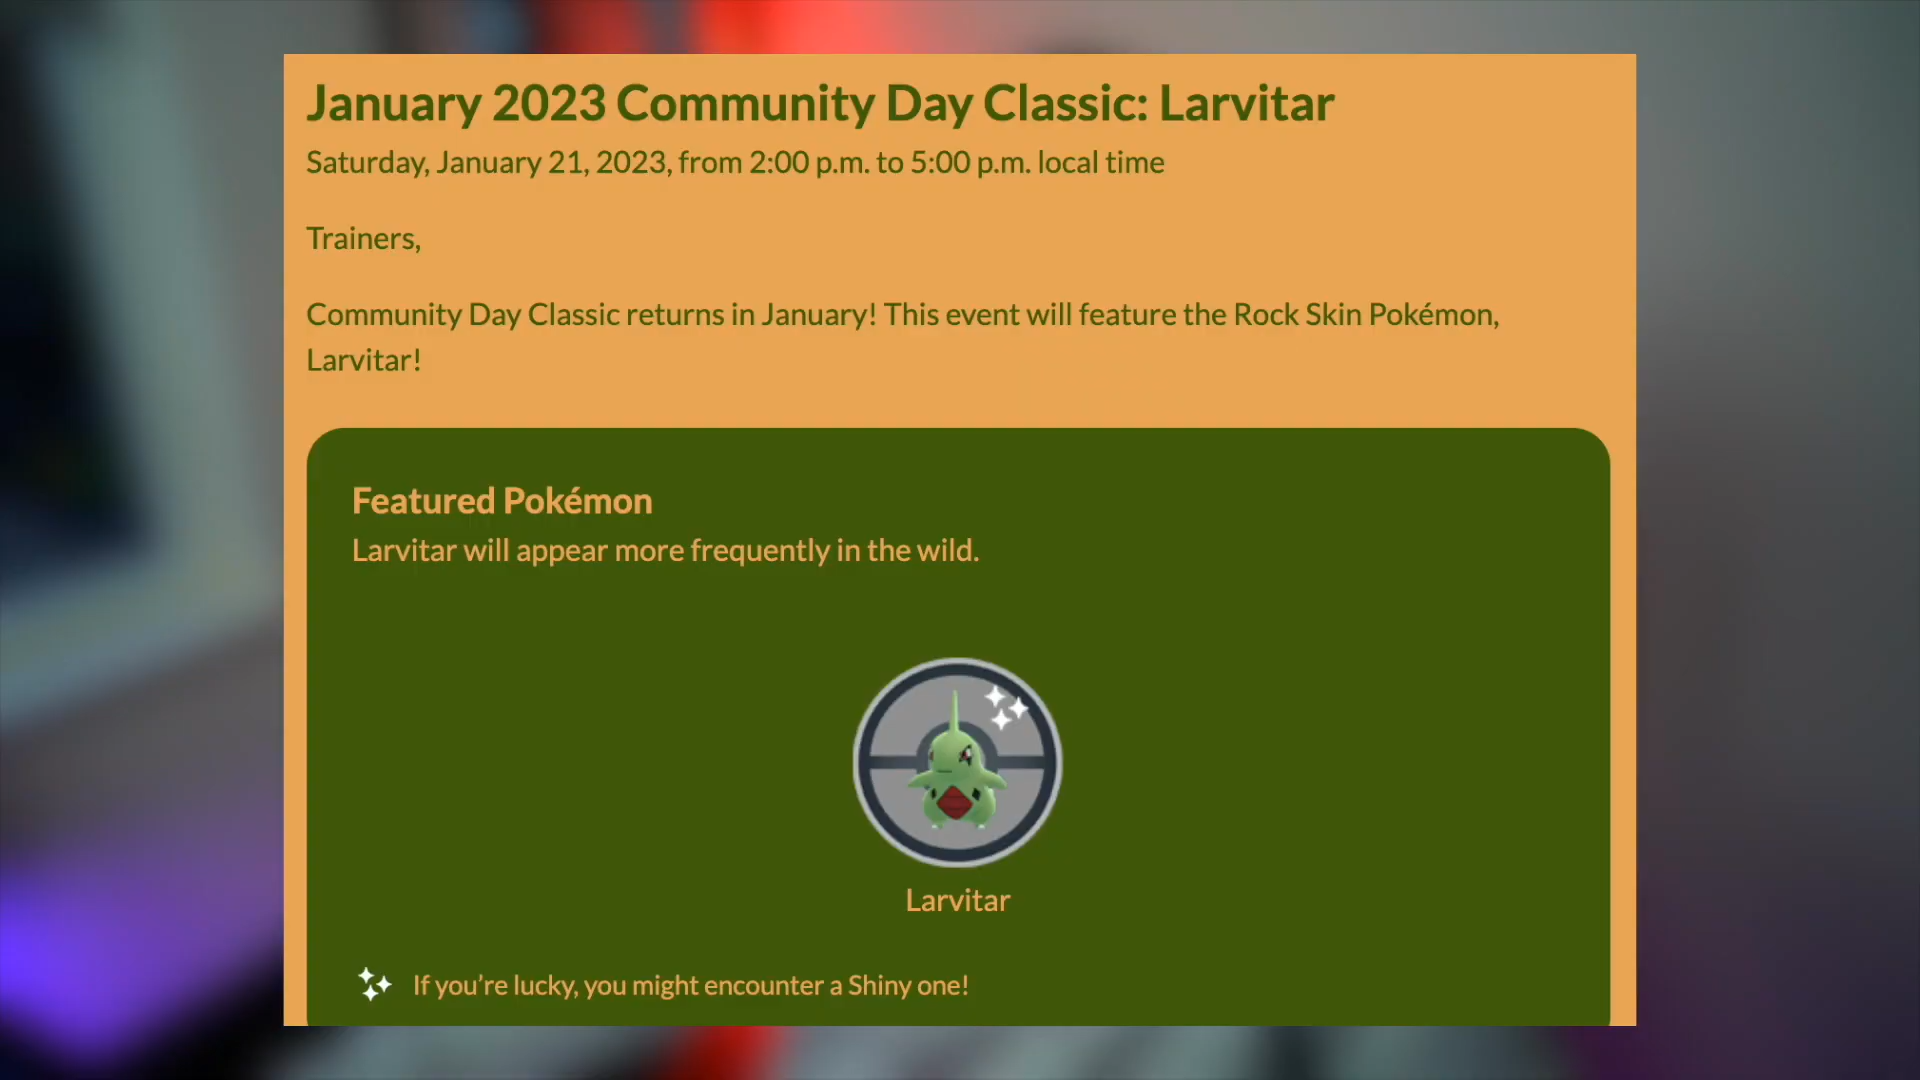 January 2023 Community Day Classic: Larvitar
Saturday, January 21, 2023, from 2:00 p.m. to 5:00 p.m. local time
Trainers,
Community Day Classic returns in January! This event will feature the Rock Skin Pokémon,
Larvitar!
Featured Pokémon
Larvitar will appear more frequently in the wild.
Larvitar
If you’re lucky, you might encounter a Shiny one!